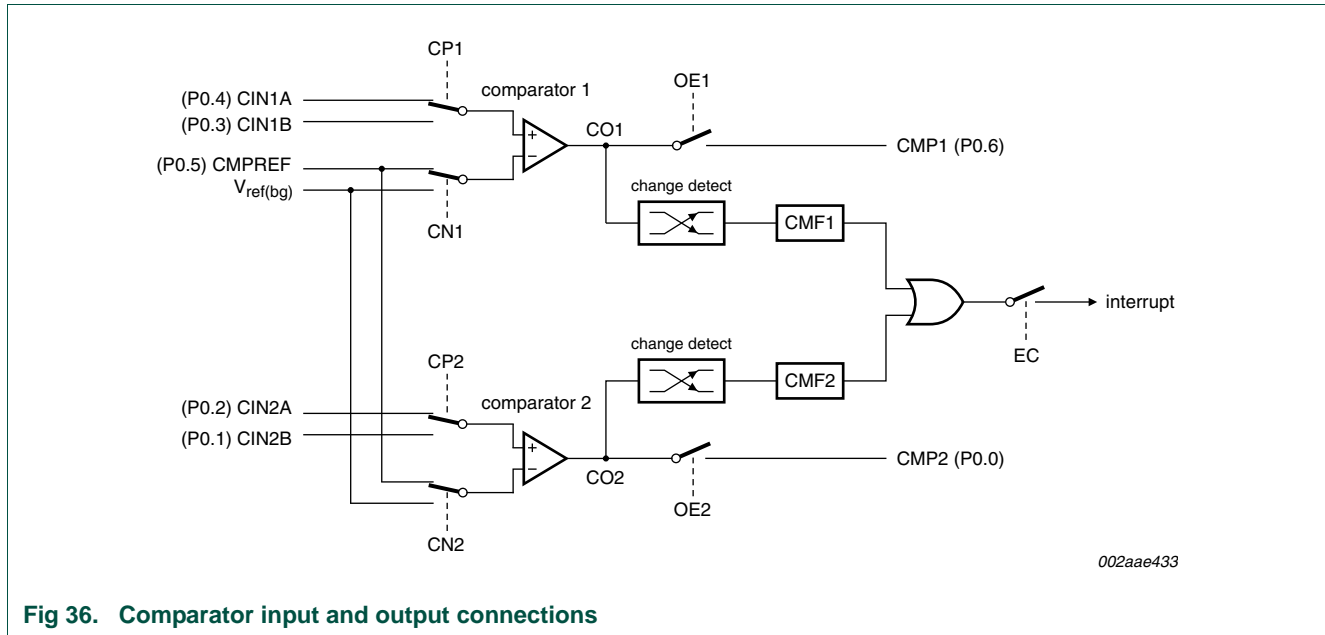 CP1
(P0.4) CIN1A
(P0.3) CIN1B
comparator 1
OE1
CO1
CMP1 (P0.6)
(P0.5) CMPREF
Vref(bg)
CN1
+
−
change detect
CMF1
interrupt
EC
change detect
CMF2
CP2
(P0.2) CIN2A
(P0.1) CIN2B
comparator 2
+
−
CO2
OE2
CMP2 (P0.0)
CN2
002aae433
Fig 36. Comparator input and output connections